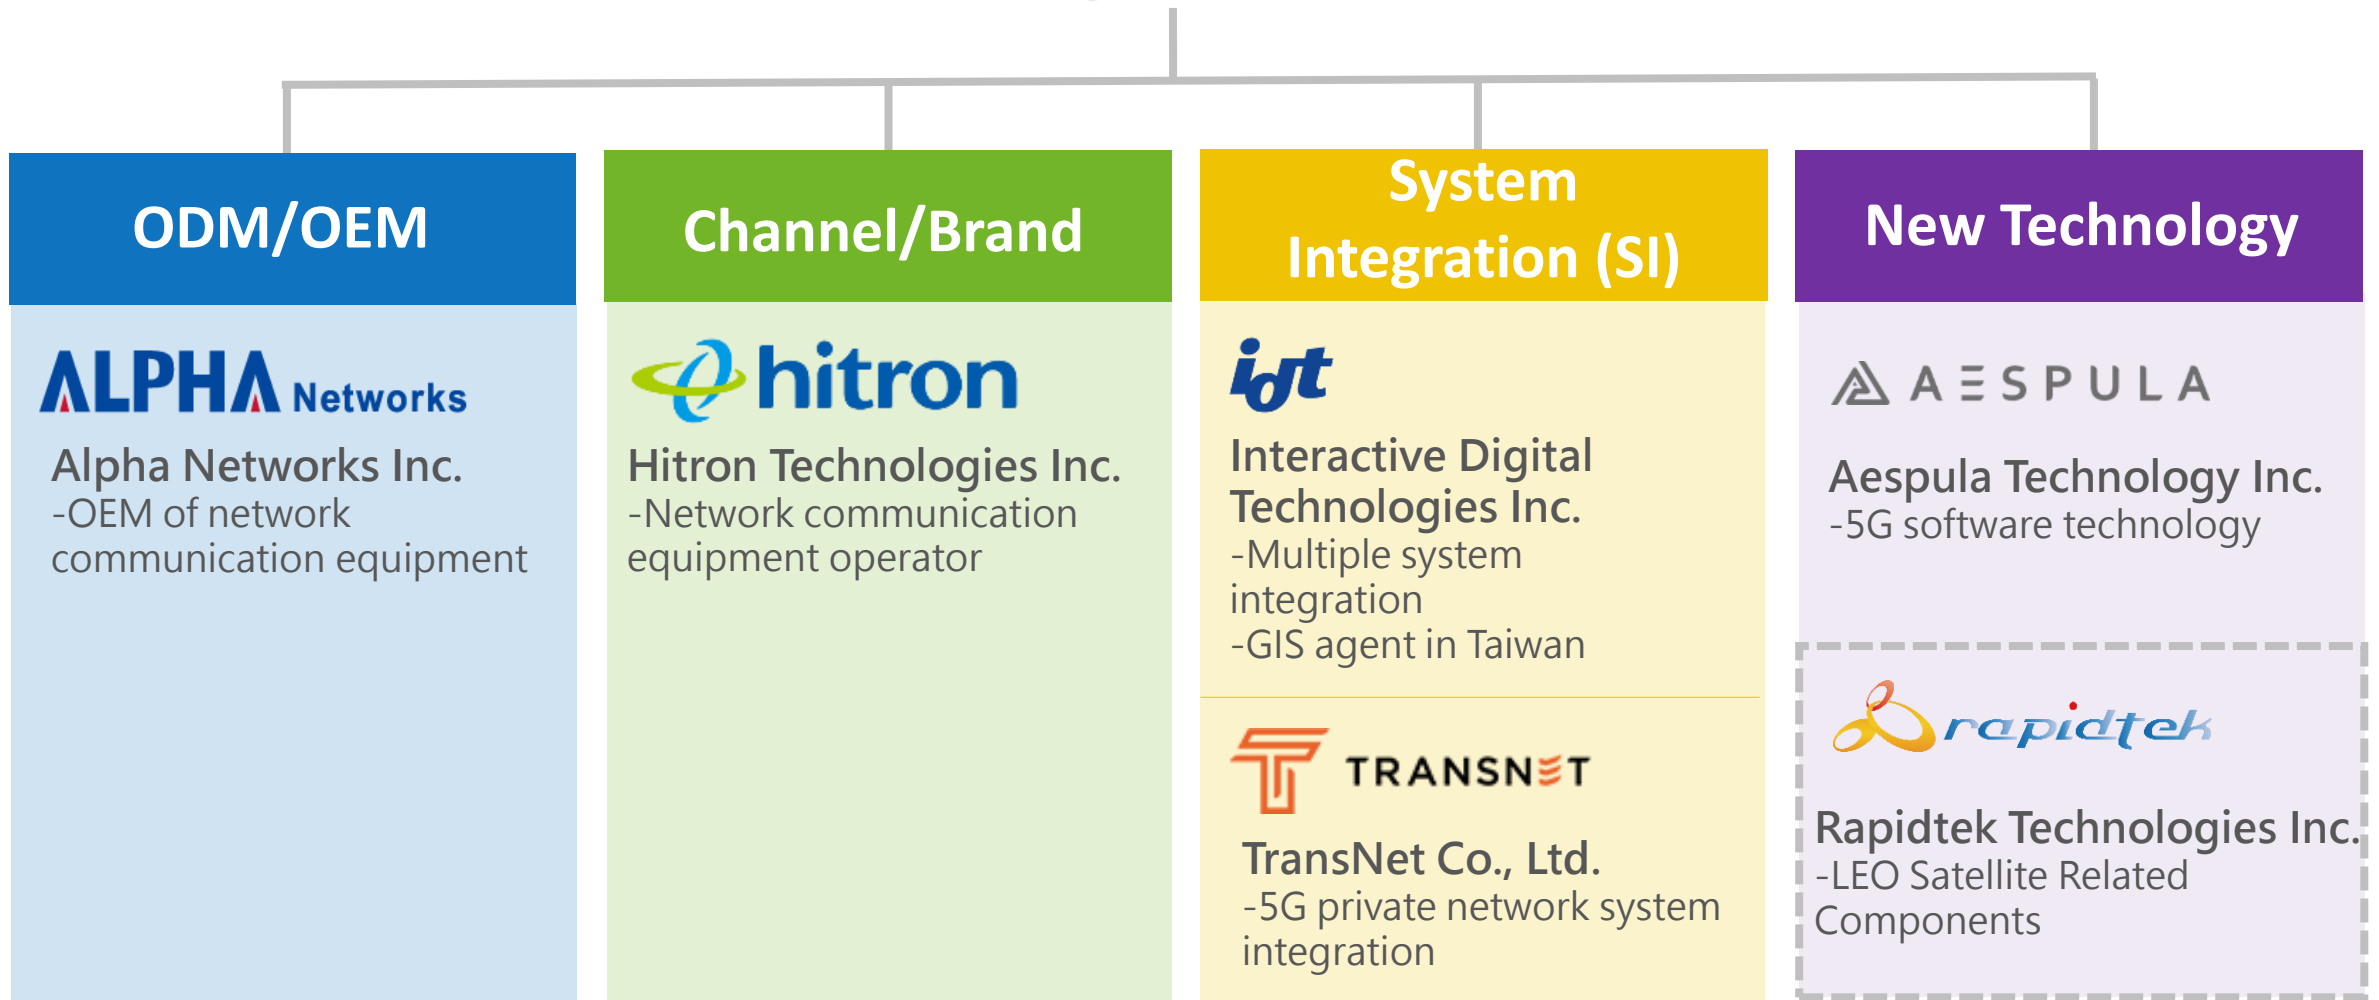 ODM/OEM
ALPHA Networks
Alpha Networks Inc.
-OEM of network
communication equipment
Channel/Brand
hitron
Hitron Technologies Inc.
-Network communication
equipment operator
System
Integration (SI)
idt
Interactive Digital
Technologies Inc.
-Multiple system
integration
-GIS agent in Taiwan
TRANSNET
TransNet Co., Ltd.
-5G private network system
integration
New Technology
AESPULA
Aespula Technology Inc.
-5G software technology
rapidtek
Rapidtek Technologies Inc.
-LEO Satellite Related
Components